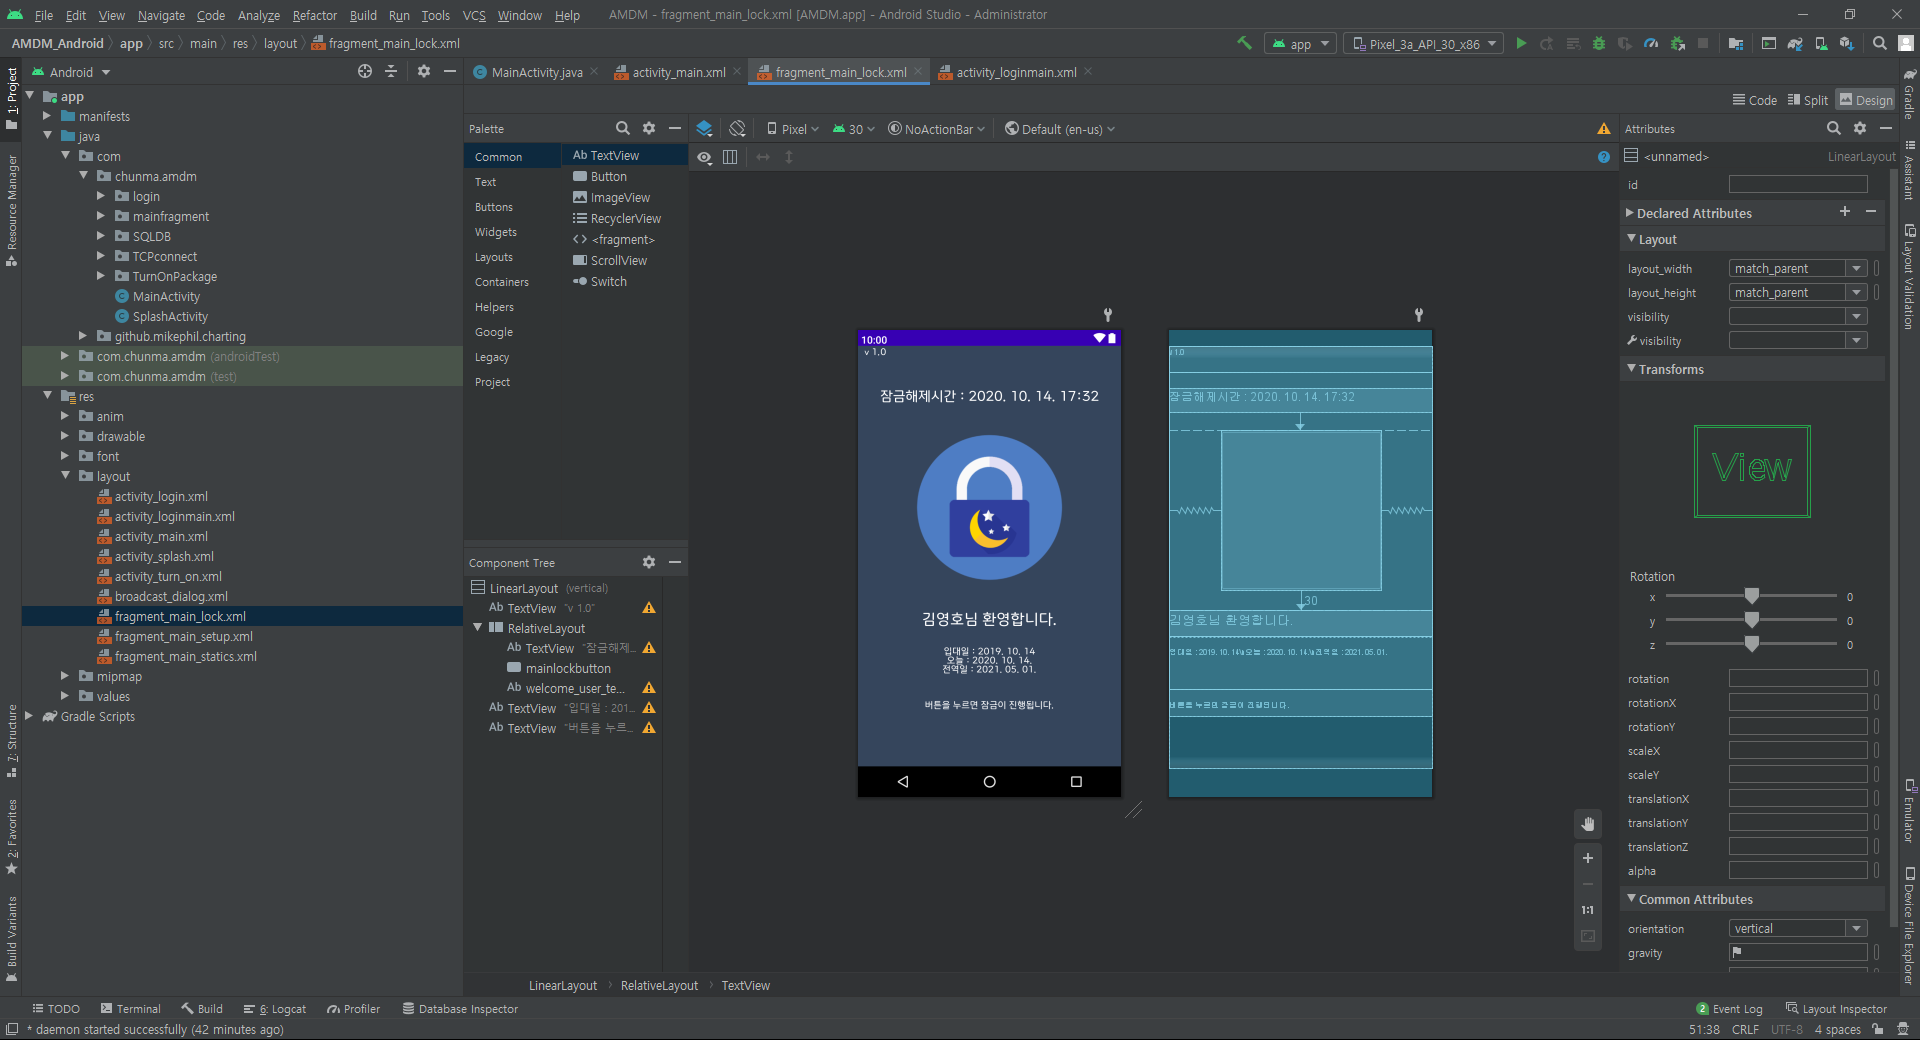 File Edit View Navigate Code Analyze Refactor Build Run Tools VCS Window Help AMDM - fragment_main_lock.xml [AMDM.app] - Android Studio - Administrator
AMDM_Android app src main res layout fragment_main_lock.xml app Pixel_3a_API_30_x86
Android
MainActivity.java activity_main.xml fragment_main_lock.xml activity_loginmain.xml
Code Split Design
1: Project
Resource Manager
7: Structure
2: Favorites
Build Variants
app
manifests
java
com
chunma.amdm
login
mainfragment
SQLDB
TCPconnect
TurnOnPackage
MainActivity
SplashActivity
github.mikephil.charting
com.chunma.amdm (androidTest)
com.chunma.amdm (test)
res
anim
drawable
font
layout
activity_login.xml
activity_loginmain.xml
activity_main.xml
activity_splash.xml
activity_turn_on.xml
broadcast_dialog.xml
fragment_main_lock.xml
fragment_main_setup.xml
fragment_main_statics.xml
mipmap
values
Gradle Scripts
Palette
Common
Text
Buttons
Widgets
Layouts
Containers
Helpers
Google
Legacy
Project
Ab TextView
Button
ImageView
RecyclerView
<fragment>
ScrollView
Switch
Component Tree
LinearLayout (vertical)
Ab TextView "v 1.0"
RelativeLayout
Ab TextView "잠금해제...
mainlockbutton
Ab welcome_user_te...
Ab TextView "입대일 : 201...
Ab TextView "버튼을 누르...
Pixel 30 NoActionBar Default (en-us)
10:00
v 1.0
잠금해제시간 : 2020. 10. 14. 17:32
김영호님 환영합니다.
입대일 : 2019. 10. 14
오늘 : 2020. 10. 14.
전역일 : 2021. 05. 01.
버튼을 누르면 잠금이 진행됩니다.
v 1.0
잠금해제시간 : 2020. 10. 14. 17:32
30
김영호님 환영합니다.
입대일 : 2019. 10. 14.\n오늘 : 2020. 10. 14.\n전역일 : 2021. 05. 01.
버튼을 누르면 잠금이 진행됩니다.
1:1
Attributes
<unnamed> LinearLayout
id
Declared Attributes
Layout
layout_width match_parent
layout_height match_parent
visibility
visibility
Transforms
View
Rotation
x 0
y 0
z 0
rotation
rotationX
rotationY
scaleX
scaleY
translationX
translationY
translationZ
alpha
Common Attributes
orientation vertical
gravity
Gradle
Assistant
Layout Validation
Emulator
Device File Explorer
LinearLayout RelativeLayout TextView
TODO Terminal Build 6: Logcat Profiler Database Inspector 2 Event Log Layout Inspector
* daemon started successfully (42 minutes ago) 51:38 CRLF UTF-8 4 spaces